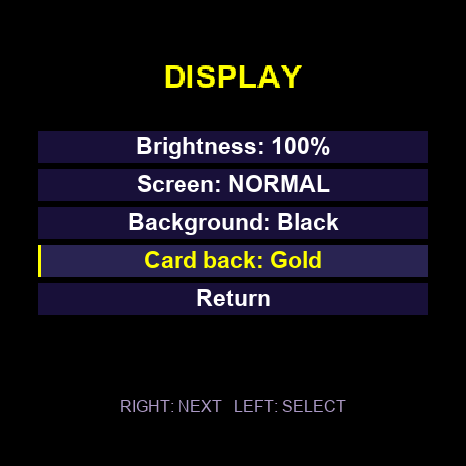 DISPLAY
Brightness: 100%
Screen: NORMAL
Background: Black
Card back: Gold
Return
RIGHT: NEXT   LEFT: SELECT